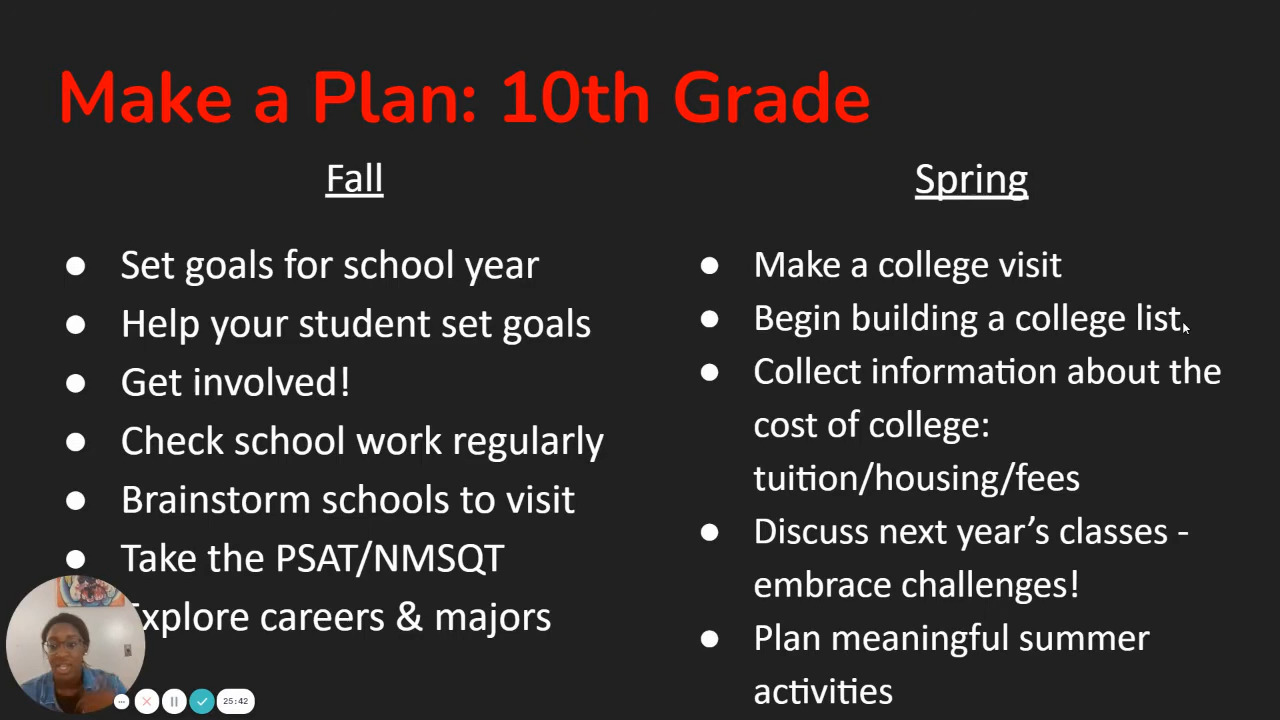 Make a Plan: 10th Grade
Fall
● Set goals for school year
● Help your student set goals
● Get involved!
● Check school work regularly
● Brainstorm schools to visit
● Take the PSAT/NMSQT
Explore careers & majors
Spring
● Make a college visit
● Begin building a college list
● Collect information about the
cost of college:
tuition/housing/fees
● Discuss next year’s classes -
embrace challenges!
● Plan meaningful summer
activities
25:42